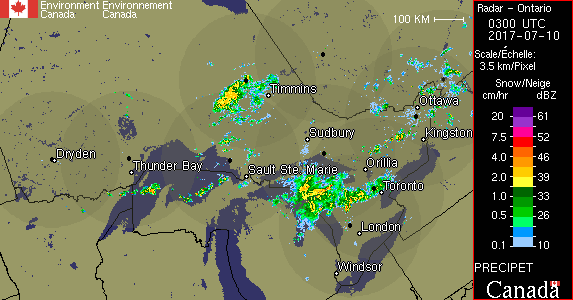 Environment Environnement
Canada Canada
100 KM
Timmins
Ottawa
Sudbury
Kingston
Dryden
Thunder Bay
Sault Ste. Marie
Orillia
Toronto
London
Windsor
Radar - Ontario
0300 UTC
2017-07-10
Scale/Échelle:
3.5 km/Pixel
Snow/Neige
cm/hr dBZ
20 61
7.5 52
4.0 46
2.0 39
1.0 33
0.5 26
0.1 10
PRECIPET
Canada